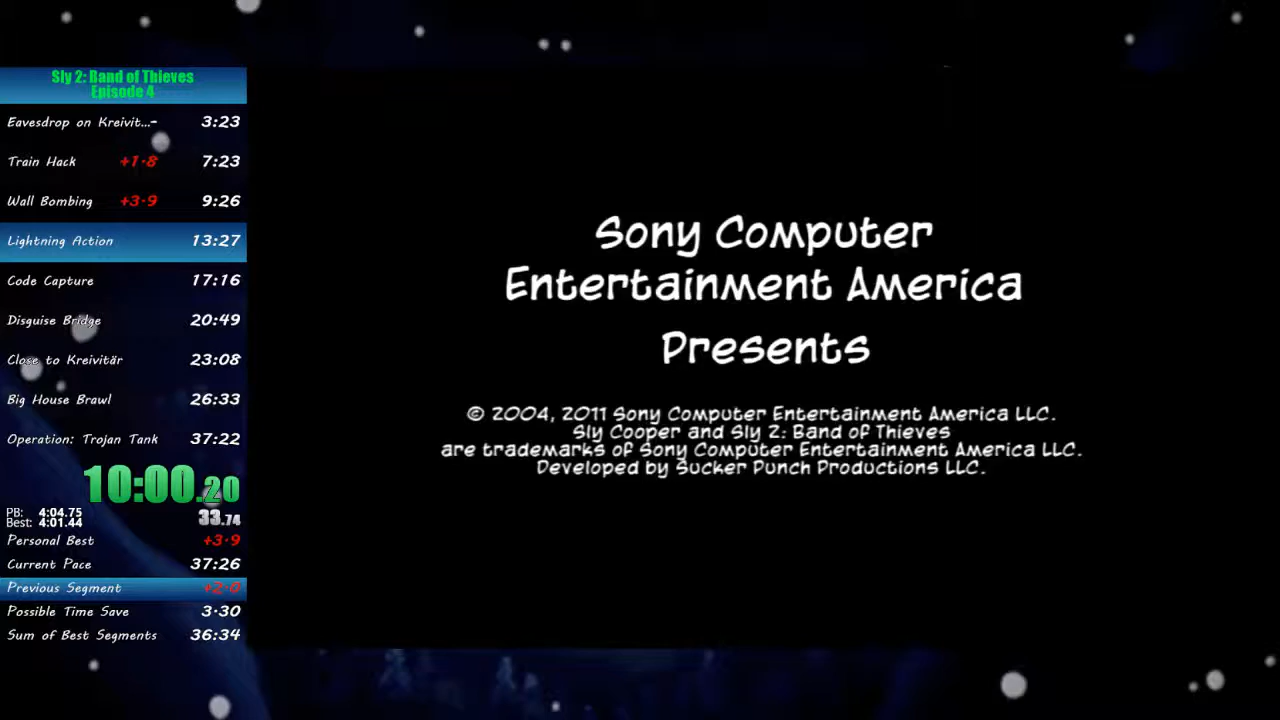 Sly 2: Band of Thieves
Episode 4
Eavesdrop on Kreivit...- 3:23
Train Hack +1.8 7:23
Wall Bombing +3.9 9:26
Lightning Action 13:27
Code Capture 17:16
Disguise Bridge 20:49
Close to Kreivitär 23:08
Big House Brawl 26:33
Operation: Trojan Tank 37:22
10:00.20
PB: 4:04.75
Best: 4:01.44
33.74
Personal Best +3.9
Current Pace 37:26
Previous Segment +2.0
Possible Time Save 3.30
Sum of Best Segments 36:34
Sony Computer
Entertainment America
Presents
© 2004, 2011 Sony Computer Entertainment America LLC.
Sly Cooper and Sly 2: Band of Thieves
are trademarks of Sony Computer Entertainment America LLC.
Developed by Sucker Punch Productions LLC.